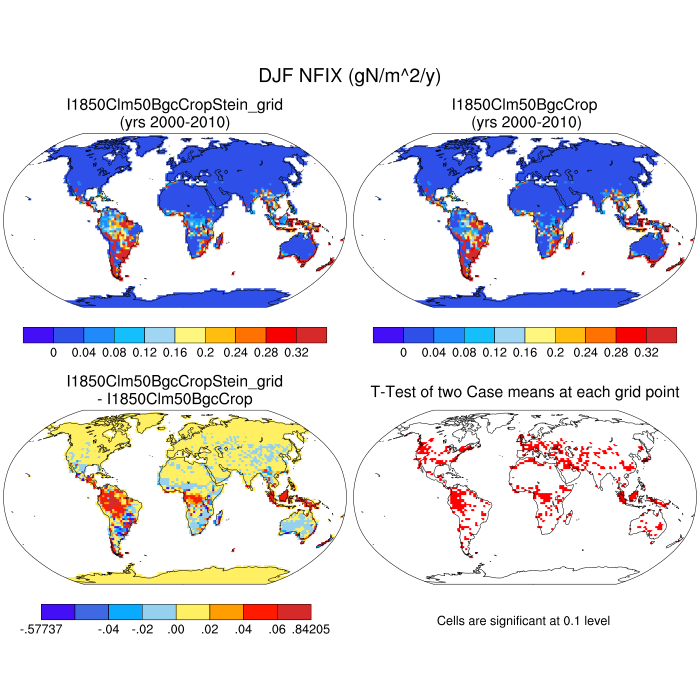 DJF NFIX (gN/m^2/y)
I1850Clm50BgcCropStein_grid
(yrs 2000-2010)
I1850Clm50BgcCrop
(yrs 2000-2010)
0 0.04 0.08 0.12 0.16 0.2 0.24 0.28 0.32
0 0.04 0.08 0.12 0.16 0.2 0.24 0.28 0.32
I1850Clm50BgcCropStein_grid
- I1850Clm50BgcCrop
T-Test of two Case means at each grid point
-.57737 -.04 -.02 .00 .02 .04 .06 .84205
Cells are significant at 0.1 level